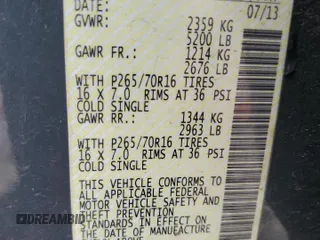 DATE: 07/13
GVWR: 2359 KG
5200 LB
GAWR FR.: 1214 KG
2676 LB
WITH P265/70R16 TIRES
16 X 7.0 RIMS AT 36 PSI
COLD SINGLE
GAWR RR.: 1344 KG
2963 LB
WITH P265/70R16 TIRES
16 X 7.0 RIMS AT 36 PSI
COLD SINGLE
THIS VEHICLE CONFORMS TO
ALL APPLICABLE FEDERAL
MOTOR VEHICLE SAFETY AND
THEFT PREVENTION
STANDARDS IN EFFECT ON
THE DATE OF MANUFACTURE
DREAMBID